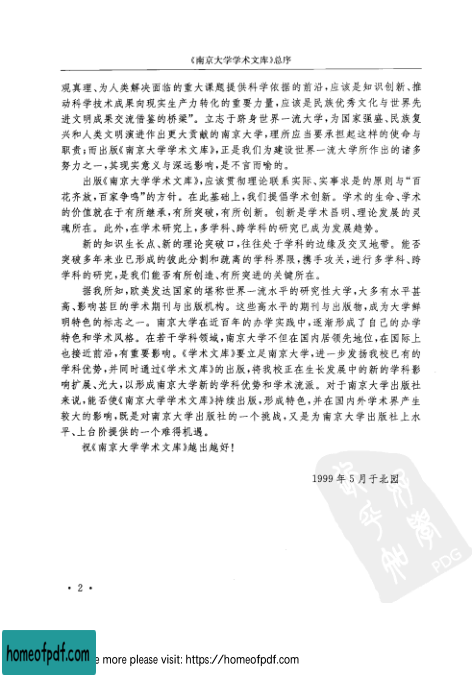 《南京大学学术文库》总序
观真理、为人类解决面临的重大课题提供科学依据的前沿,应该是知识创新、推
动科学技术成果向现实生产力转化的重要力量,应该是民族优秀文化与世界先
进文明成果交流借鉴的桥梁”。立志于跻身世界一流大学,为国家强盛、民族复
兴和人类文明演进作出更大贡献的南京大学,理所应当要承担起这样的使命与
职责;而出版《南京大学学术文库》,正是我们为建设世界一流大学所作出的诸多
努力之一,其现实意义与深远影响,是不言而喻的。
出版《南京大学学术文库》,应该贯彻理论联系实际、实事求是的原则与“百
花齐放,百家争鸣”的方针。在此基础上,我们提倡学术创新。学术的生命、学术
的价值就在于有所继承,有所突破,有所创新。创新是学术昌明、理论发展的灵
魂所在。此外,在学术研究上,多学科、跨学科的研究已成为发展趋势。
新的知识生长点、新的理论突破口,往往处于学科的边缘及交叉地带。能否
突破多年来业已形成的彼此分割和疏离的学科界限,携手攻关,进行多学科、跨
学科的研究,是我们能否有所创造、有所突进的关键所在。
据我所知,欧美发达国家的堪称世界一流水平的研究性大学,大多有水平甚
高、影响甚巨的学术期刊与出版机构。这些高水平的期刊与出版物,成为大学鲜
明特色的标志之一。南京大学在近百年的办学实践中,逐渐形成了自己的办学
特色和学术风格。在若干学科领域,南京大学不但在国内居领先地位,在国际上
也接近前沿,有重要影响。《学术文库》要立足南京大学,进一步发扬我校已有的
学科优势,并同时通过《学术文库》的出版,将我校正在生长发展中的新的学科影
响扩展、光大,以形成南京大学新的学科优势和学术流派。对于南京大学出版社
来说,能否使《南京大学学术文库》持续出版,形成特色,并在国内外学术界产生
较大的影响,既是对南京大学出版社的一个挑战,又是为南京大学出版社上水
平、上台阶提供的一个难得机遇。
祝《南京大学学术文库》越出越好!
1999年5月于北园
PDG
· 2 ·
homeofpdf.com
e more please visit: https://homeofpdf.com